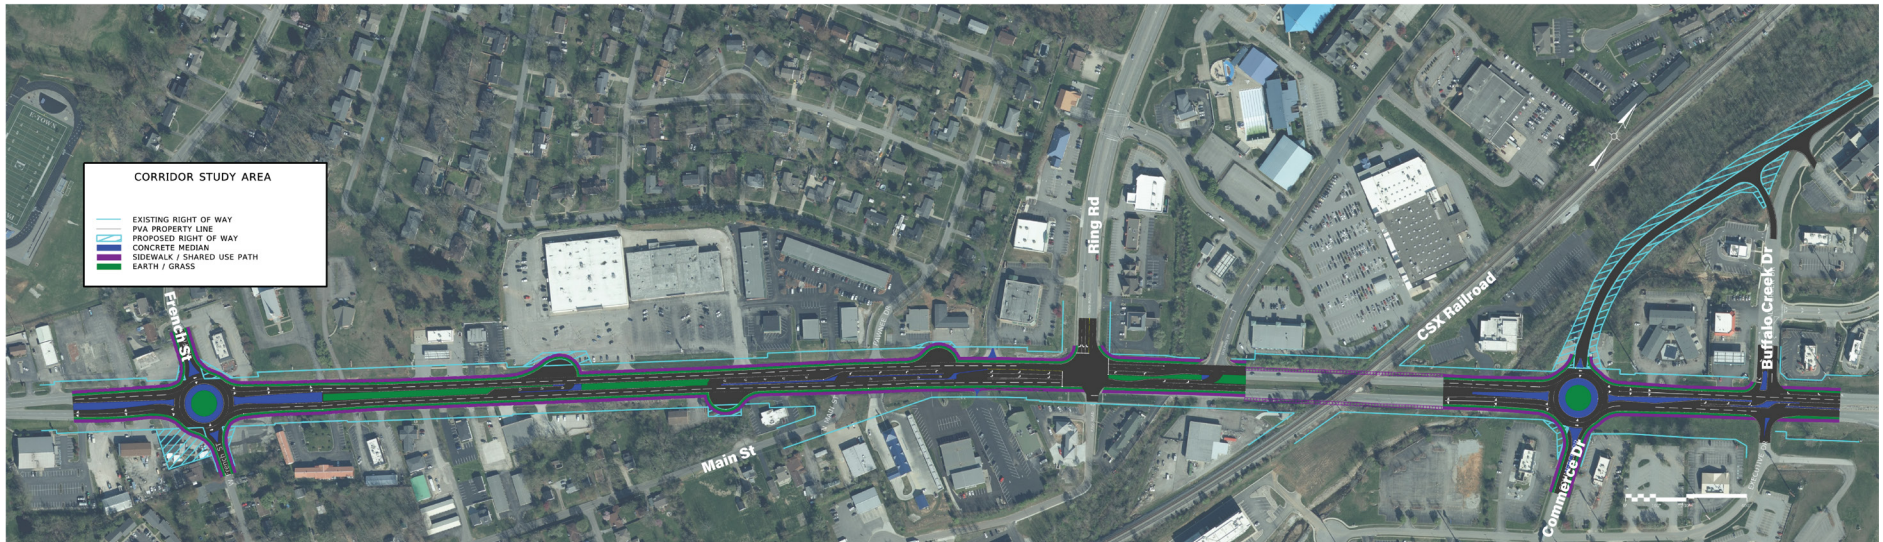 E-TOWN
CORRIDOR STUDY AREA
EXISTING RIGHT OF WAY
PVA PROPERTY LINE
PROPOSED RIGHT OF WAY
CONCRETE MEDIAN
SIDEWALK / SHARED USE PATH
EARTH / GRASS
French St
Ring Rd
CSX Railroad
Buffalo Creek Dr
Main St
Commerce Dr